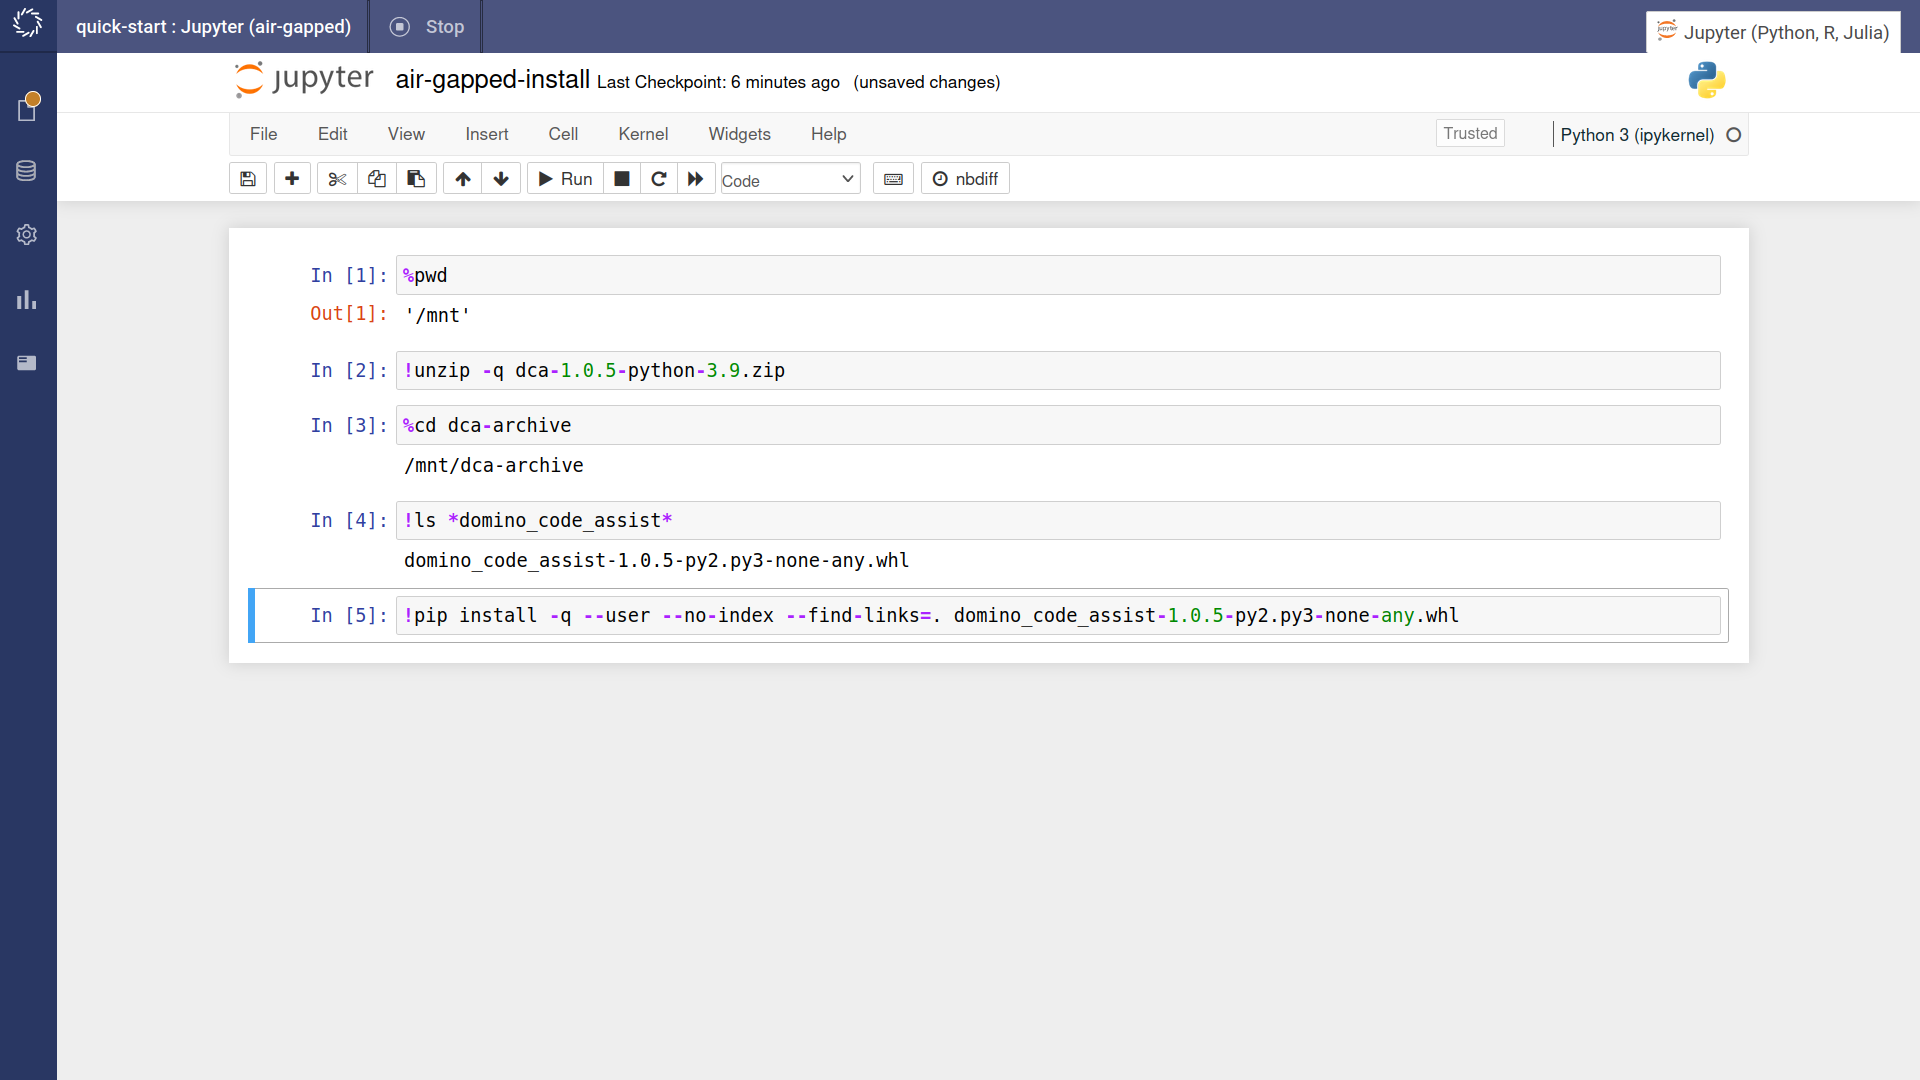 quick-start : Jupyter (air-gapped) Stop
jupyter Jupyter (Python, R, Julia)
jupyter air-gapped-install Last Checkpoint: 6 minutes ago (unsaved changes)
File Edit View Insert Cell Kernel Widgets Help Trusted Python 3 (ipykernel)
Run Code nbdiff
In [1]: %pwd
Out[1]: '/mnt'
In [2]: !unzip -q dca-1.0.5-python-3.9.zip
In [3]: %cd dca-archive
/mnt/dca-archive
In [4]: !ls *domino_code_assist*
domino_code_assist-1.0.5-py2.py3-none-any.whl
In [5]: !pip install -q --user --no-index --find-links=. domino_code_assist-1.0.5-py2.py3-none-any.whl